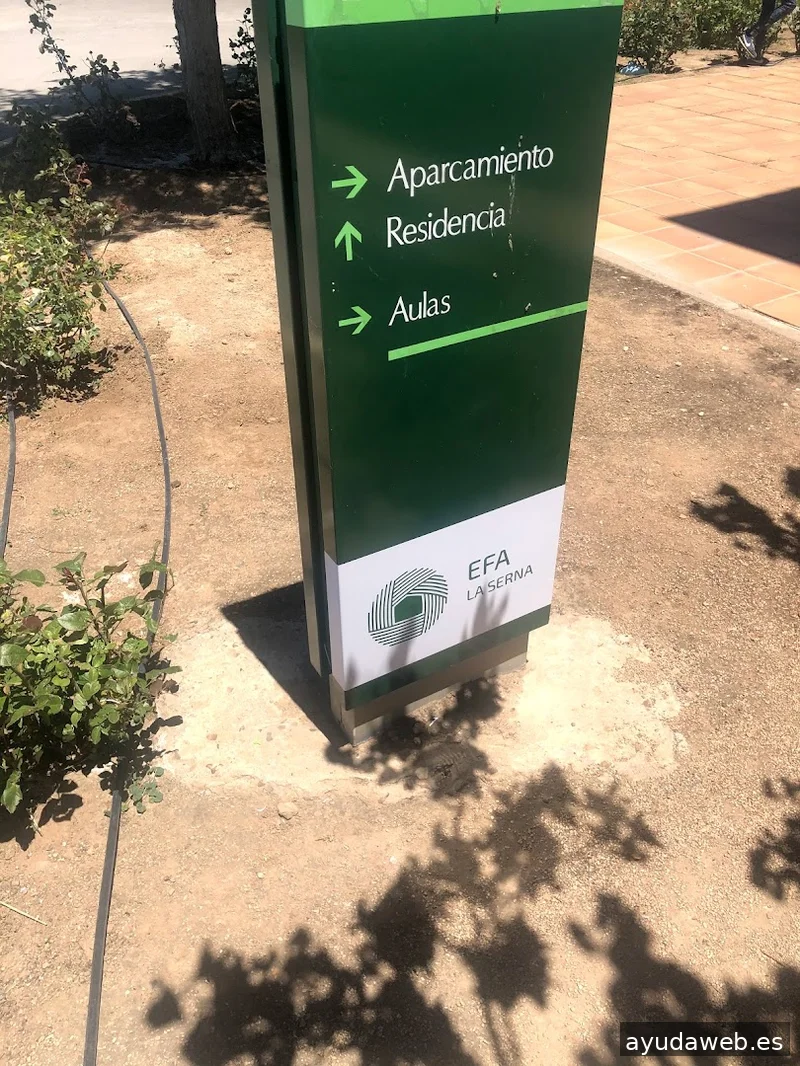 Aparcamiento
Residencia
Aulas
EFA
LA SERNA
ayudaweb.es